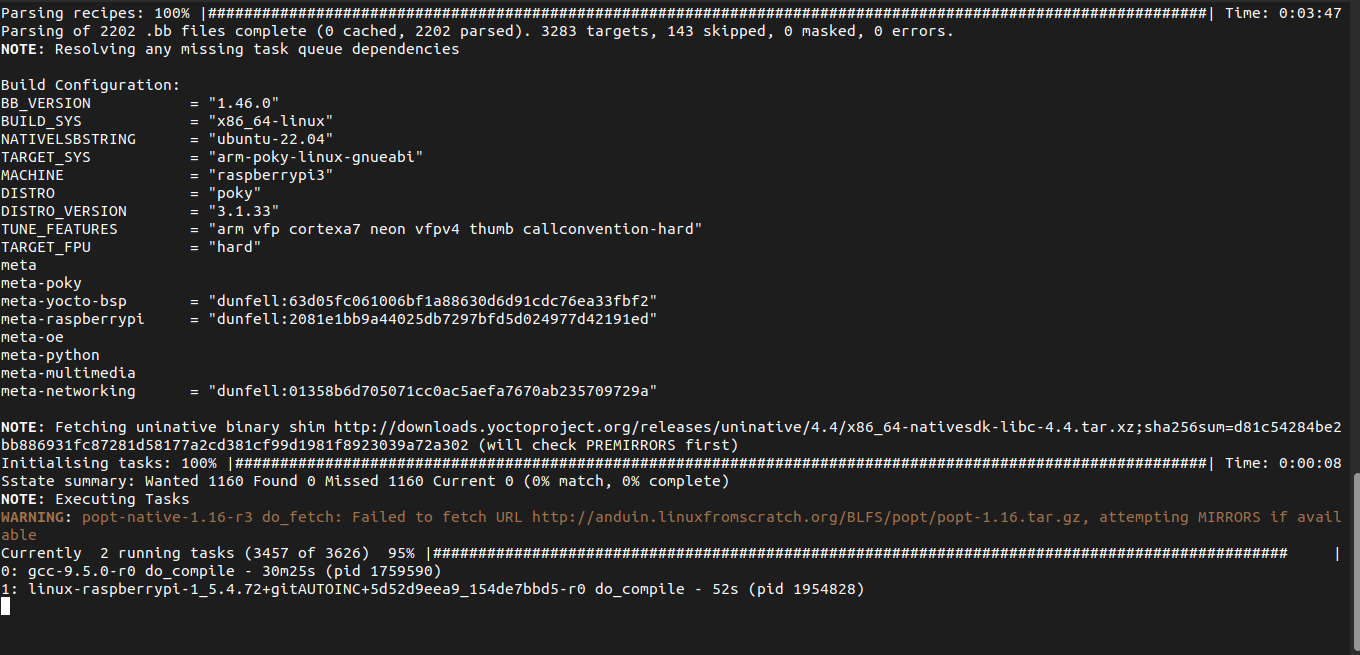 Parsing recipes: 100% |###############################################################################################################| Time: 0:03:47
Parsing of 2202 .bb files complete (0 cached, 2202 parsed). 3283 targets, 143 skipped, 0 masked, 0 errors.
NOTE: Resolving any missing task queue dependencies
Build Configuration:
BB_VERSION           = "1.46.0"
BUILD_SYS            = "x86_64-linux"
NATIVELSBSTRING      = "ubuntu-22.04"
TARGET_SYS           = "arm-poky-linux-gnueabi"
MACHINE              = "raspberrypi3"
DISTRO               = "poky"
DISTRO_VERSION       = "3.1.33"
TUNE_FEATURES        = "arm vfp cortexa7 neon vfpv4 thumb callconvention-hard"
TARGET_FPU           = "hard"
meta
meta-poky
meta-yocto-bsp       = "dunfell:63d05fc061006bf1a88630d6d91cdc76ea33fbf2"
meta-raspberrypi     = "dunfell:2081e1bb9a44025db7297bfd5d024977d42191ed"
meta-oe
meta-python
meta-multimedia
meta-networking      = "dunfell:01358b6d705071cc0ac5aefa7670ab235709729a"
NOTE: Fetching uninative binary shim http://downloads.yoctoproject.org/releases/uninative/4.4/x86_64-nativesdk-libc-4.4.tar.xz;sha256sum=d81c54284be2
bb886931fc87281d58177a2cd381cf99d1981f8923039a72a302 (will check PREMIRRORS first)
Initialising tasks: 100% |############################################################################################################| Time: 0:00:08
Sstate summary: Wanted 1160 Found 0 Missed 1160 Current 0 (0% match, 0% complete)
NOTE: Executing Tasks
WARNING: popt-native-1.16-r3 do_fetch: Failed to fetch URL http://anduin.linuxfromscratch.org/BLFS/popt/popt-1.16.tar.gz, attempting MIRRORS if avail
able
Currently  2 running tasks (3457 of 3626)  95% |###############################################################################################     |
0: gcc-9.5.0-r0 do_compile - 30m25s (pid 1759590)
1: linux-raspberrypi-1_5.4.72+gitAUTOINC+5d52d9eea9_154de7bbd5-r0 do_compile - 52s (pid 1954828)